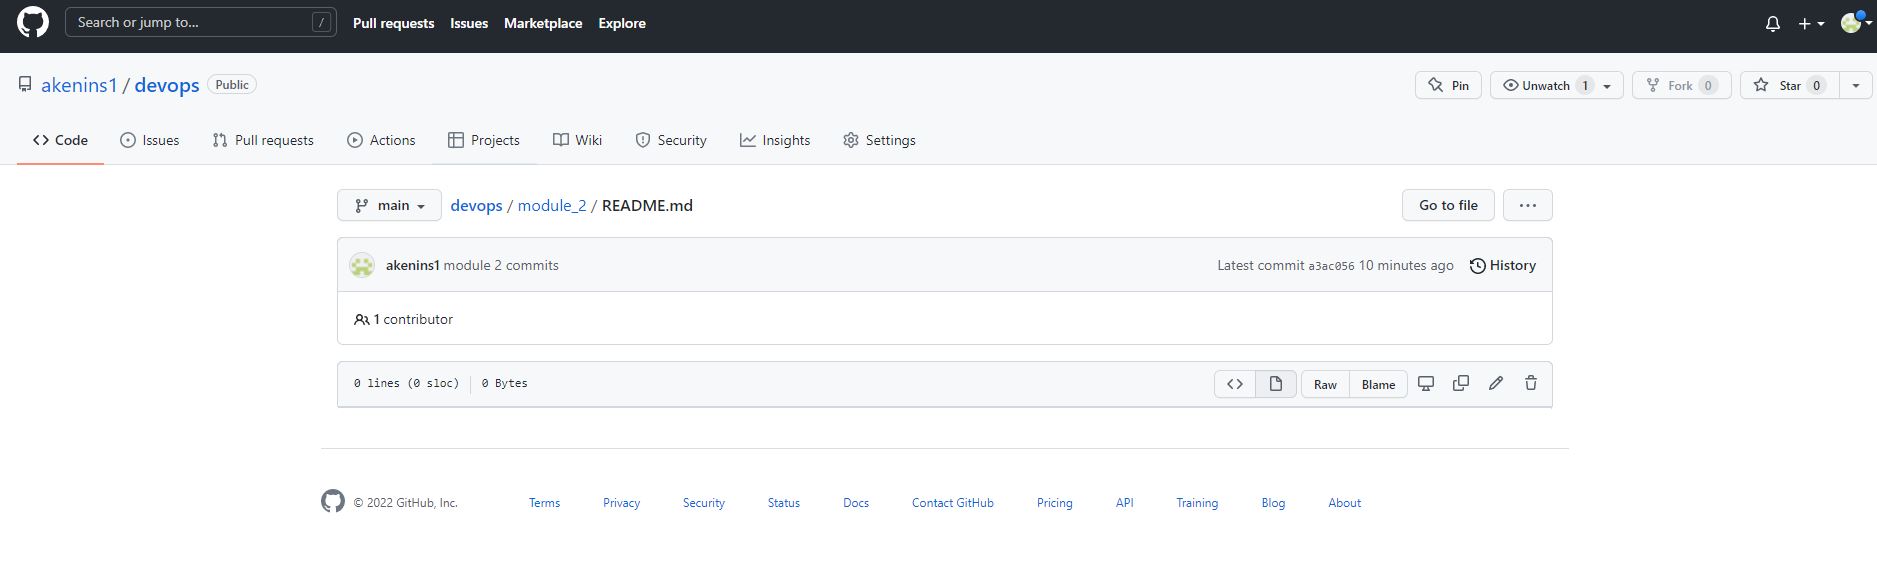 Search or jump to... /
Pull requests Issues Marketplace Explore
akenins1 / devops Public
Pin Unwatch 1 Fork 0 Star 0
Code Issues Pull requests Actions Projects Wiki Security Insights Settings
main devops / module_2 / README.md Go to file ...
akenins1 module 2 commits Latest commit a3ac056 10 minutes ago History
1 contributor
0 lines (0 sloc) 0 Bytes Raw Blame
© 2022 GitHub, Inc. Terms Privacy Security Status Docs Contact GitHub Pricing API Training Blog About